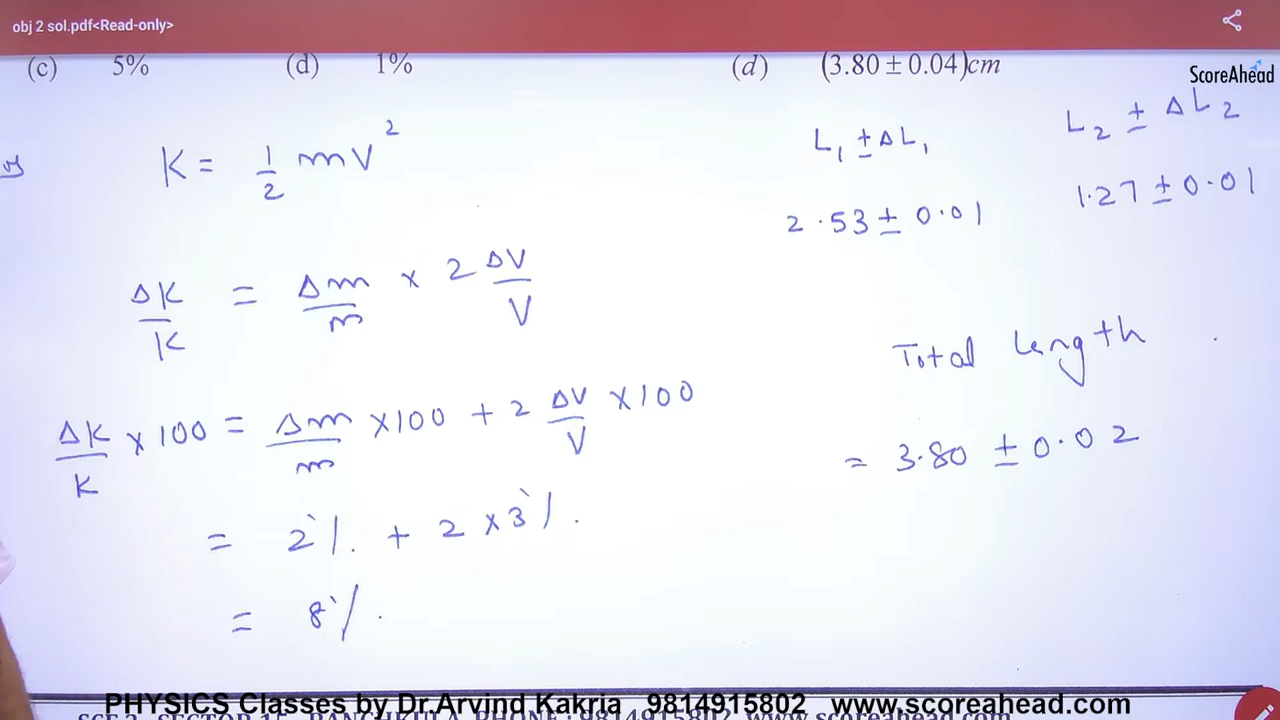 obj 2 sol.pdf<Read-only>
(c) 5% (d) 1%
(d) (3.80 ± 0.04)cm
ScoreAhead
K = 1/2 mV²
ΔK/K = Δm/m × 2 ΔV/V
ΔK/K × 100 = Δm/m × 100 + 2 ΔV/V × 100
= 2% + 2 × 3%.
= 8%.
L₁ ± ΔL₁ L₂ ± ΔL₂
2.53 ± 0.01 1.27 ± 0.01
Total length
= 3.80 ± 0.02
PHYSICS Classes by Dr.Arvind Kakria 9814915802 www.scoreahead.com